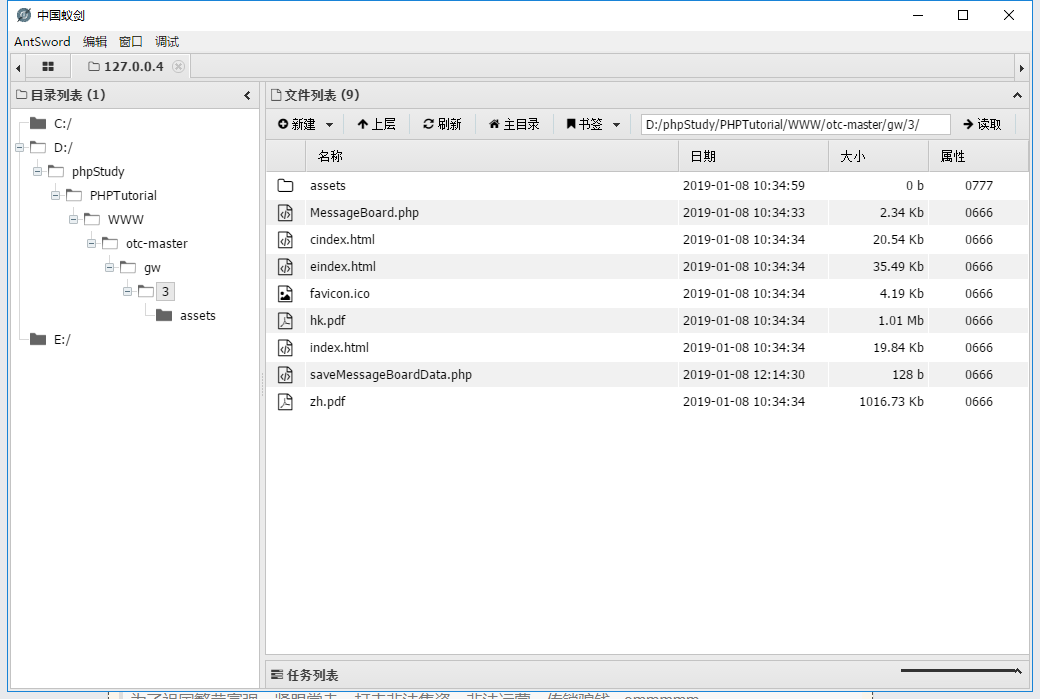 中国蚁剑
AntSword 编辑 窗口 调试
127.0.0.4
目录列表 (1)
C:/
D:/
phpStudy
PHPTutorial
WWW
otc-master
gw
3
assets
E:/
文件列表 (9)
新建 上层 刷新 主目录 书签 D:/phpStudy/PHPTutorial/WWW/otc-master/gw/3/ 读取
名称 日期 大小 属性
assets 2019-01-08 10:34:59 0 b 0777
MessageBoard.php 2019-01-08 10:34:33 2.34 Kb 0666
cindex.html 2019-01-08 10:34:34 20.54 Kb 0666
eindex.html 2019-01-08 10:34:34 35.49 Kb 0666
favicon.ico 2019-01-08 10:34:34 4.19 Kb 0666
hk.pdf 2019-01-08 10:34:34 1.01 Mb 0666
index.html 2019-01-08 10:34:34 19.84 Kb 0666
saveMessageBoardData.php 2019-01-08 12:14:30 128 b 0666
zh.pdf 2019-01-08 10:34:34 1016.73 Kb 0666
任务列表